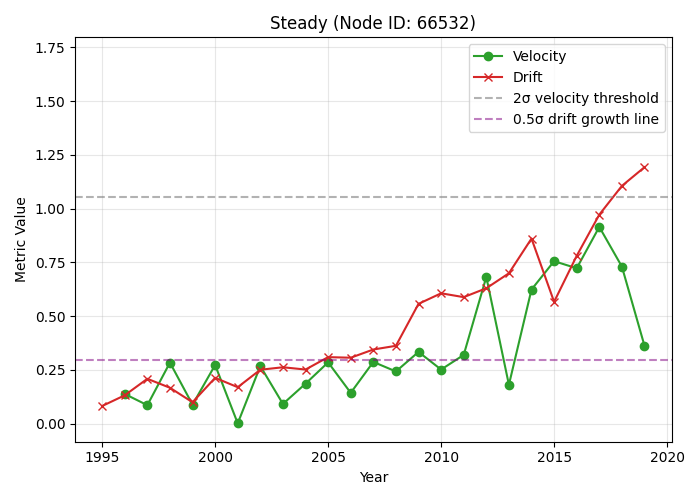 Steady (Node ID: 66532)
Velocity
Drift
2σ velocity threshold
0.5σ drift growth line
Metric Value
1.75
1.50
1.25
1.00
0.75
0.50
0.25
0.00
1995 2000 2005 2010 2015 2020
Year